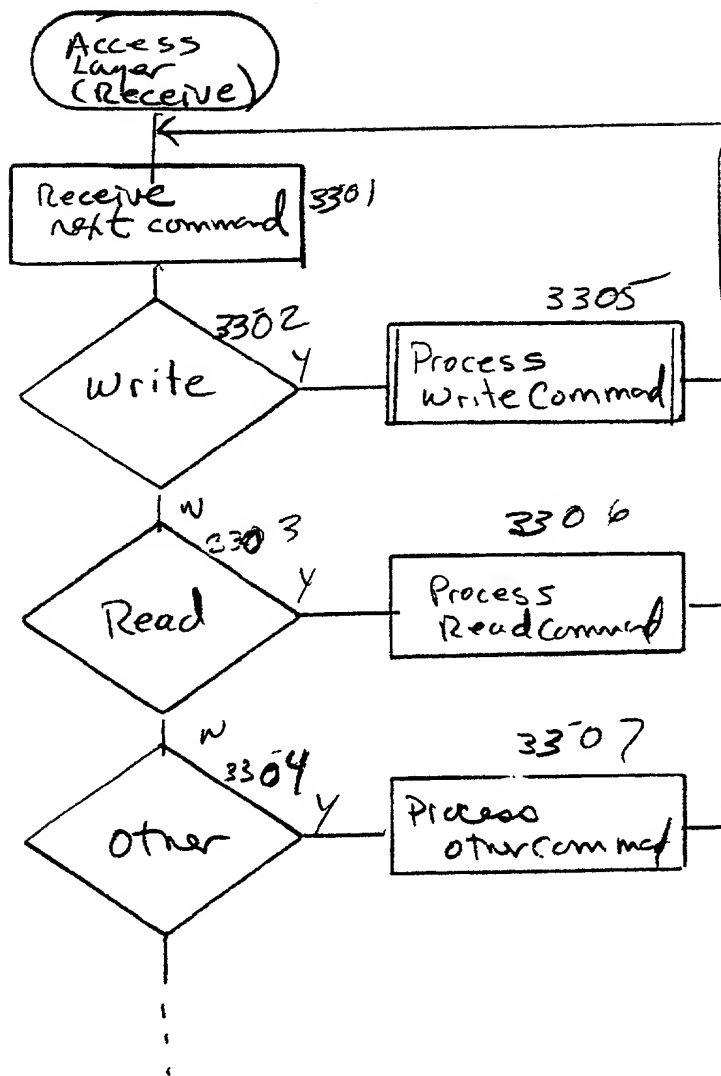 Access
Layer
(Receive)
Receive
next command
3301
3302
Write
Y
3305
Process
Write Commad
N
3303
Read
Y
3306
Process
Read Command
N
3304
Other
Y
3307
Process
other commad